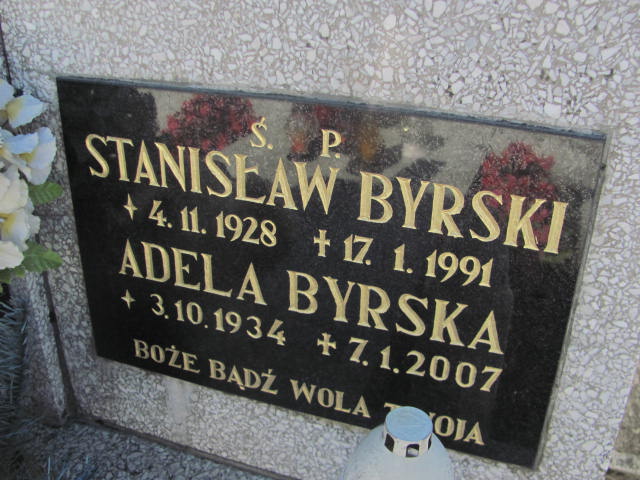 Ś. P.
STANISŁAW BYRSKI
4. 11. 1928 17. 1. 1991
ADELA BYRSKA
3. 10. 1934 7. 1. 2007
BOŻE BĄDŹ WOLA